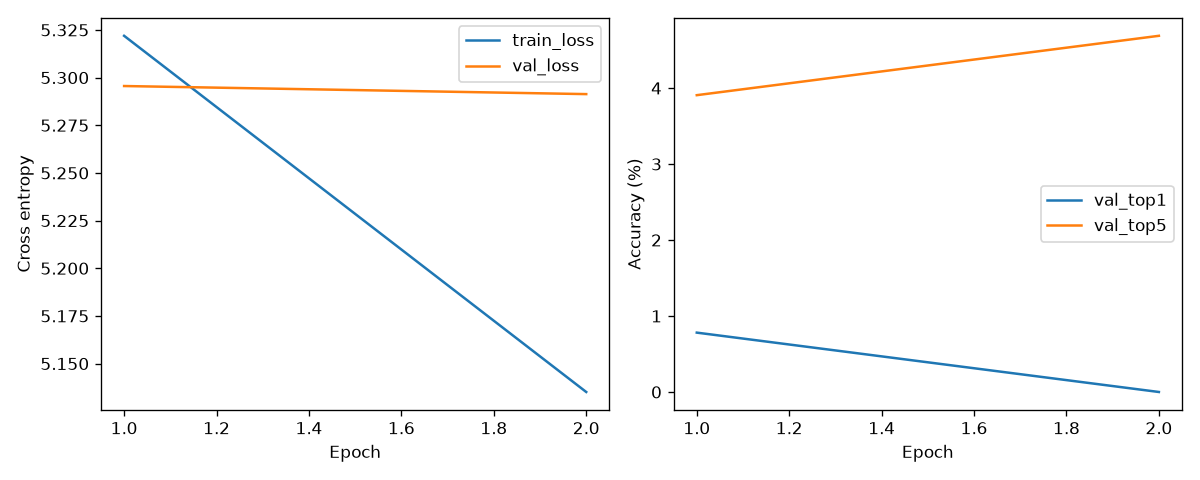 5.325
5.300
5.275
5.250
5.225
5.200
5.175
5.150
Cross entropy
train_loss
val_loss
1.0 1.2 1.4 1.6 1.8 2.0
Epoch
4
3
2
1
0
Accuracy (%)
val_top1
val_top5
1.0 1.2 1.4 1.6 1.8 2.0
Epoch